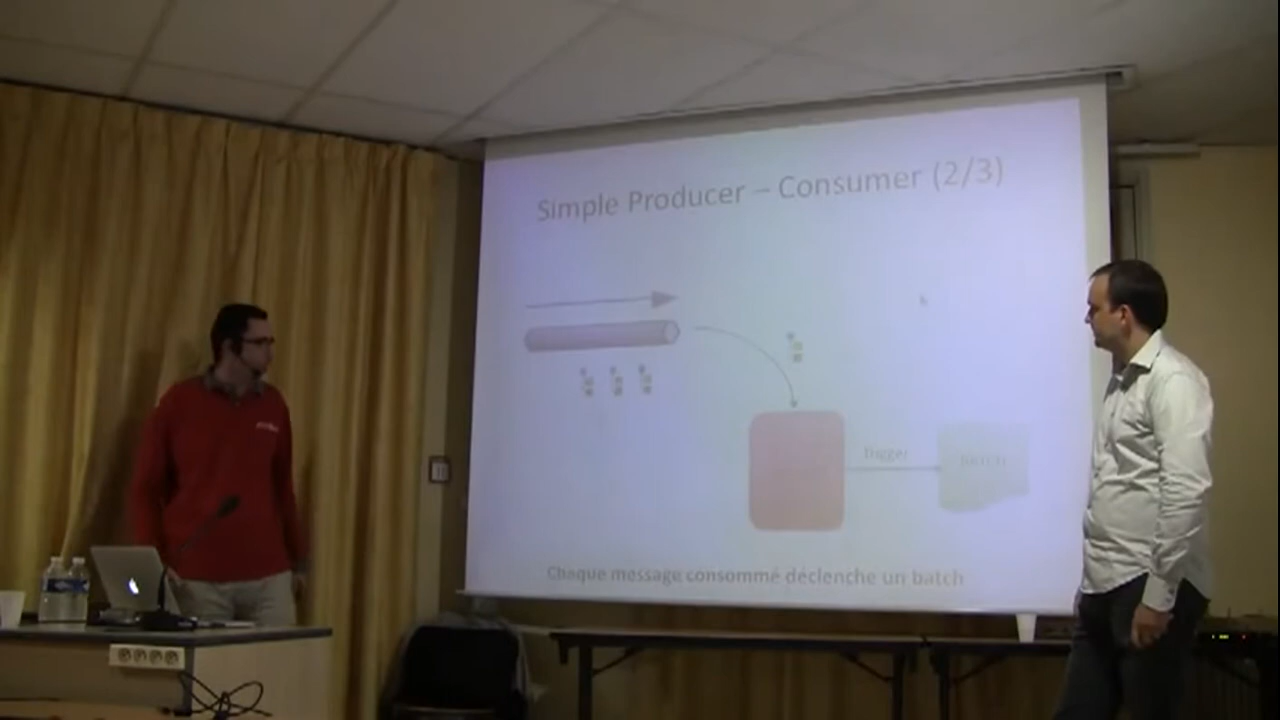 Simple Producer – Consumer (2/3)
trigger
BATCH
Chaque message consommé déclenche un batch